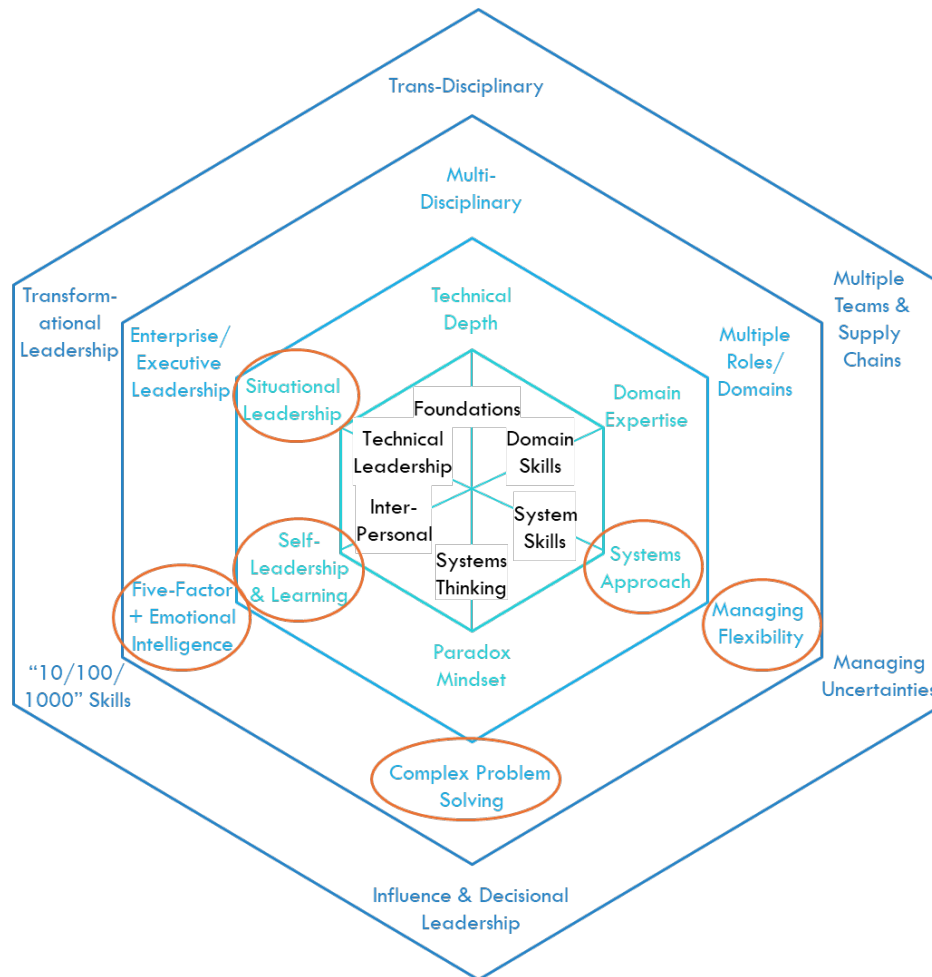 Trans-Disciplinary
Multi-
Disciplinary
Transform-
ational
Leadership
Multiple
Teams &
Supply
Chains
Technical
Depth
Enterprise/
Executive
Leadership
Multiple
Roles/
Domains
Situational
Leadership
Domain
Expertise
Foundations
Technical
Leadership
Domain
Skills
Inter-
Personal
System
Skills
Systems
Thinking
Self-
Leadership
& Learning
Systems
Approach
Five-Factor
+ Emotional
Intelligence
Managing
Flexibility
Paradox
Mindset
“10/100/
1000” Skills
Managing
Uncertainties
Complex Problem
Solving
Influence & Decisional
Leadership